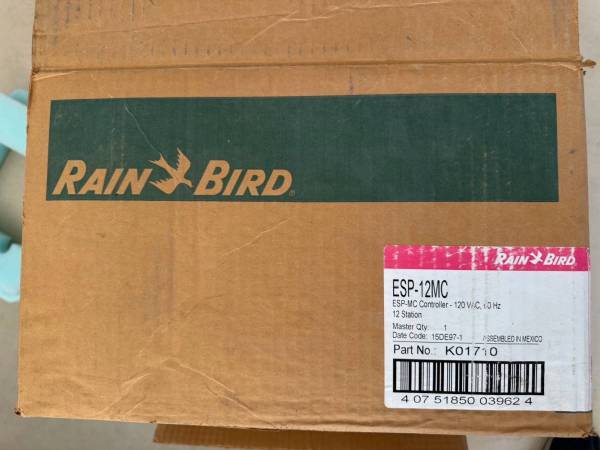 RAIN BIRD
RAIN BIRD
ESP-12MC
ESP-MC Controller - 120 VAC, 60 Hz
12 Station
Master Qty: 1
Date Code: 15DE97-1 ASSEMBLED IN MEXICO
Part No.: K01710
4 07 51850 03962 4